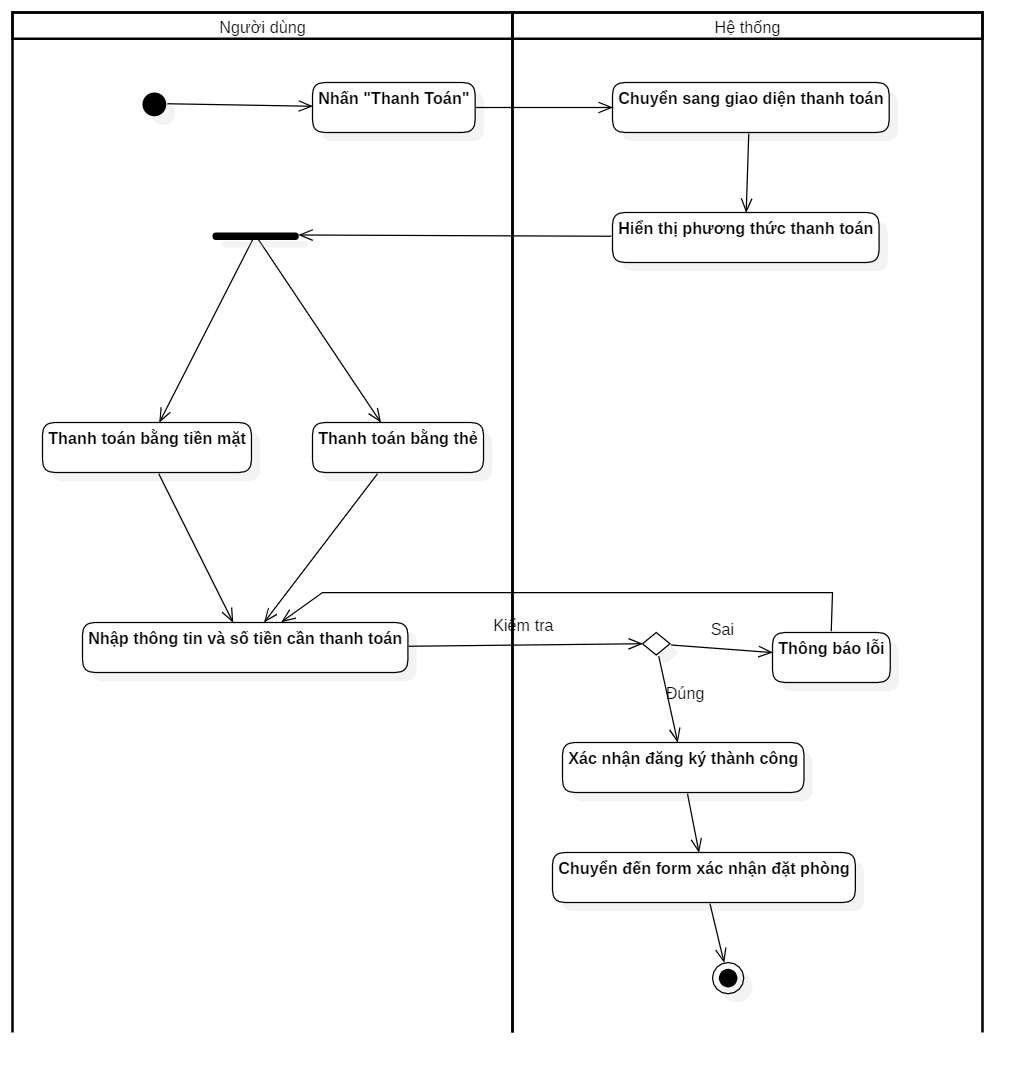 Người dùng
Hệ thống
Nhấn "Thanh Toán"
Chuyển sang giao diện thanh toán
Hiển thị phương thức thanh toán
Thanh toán bằng tiền mặt
Thanh toán bằng thẻ
Nhập thông tin và số tiền cần thanh toán
Kiểm tra
Sai
Thông báo lỗi
Đúng
Xác nhận đăng ký thành công
Chuyển đến form xác nhận đặt phòng